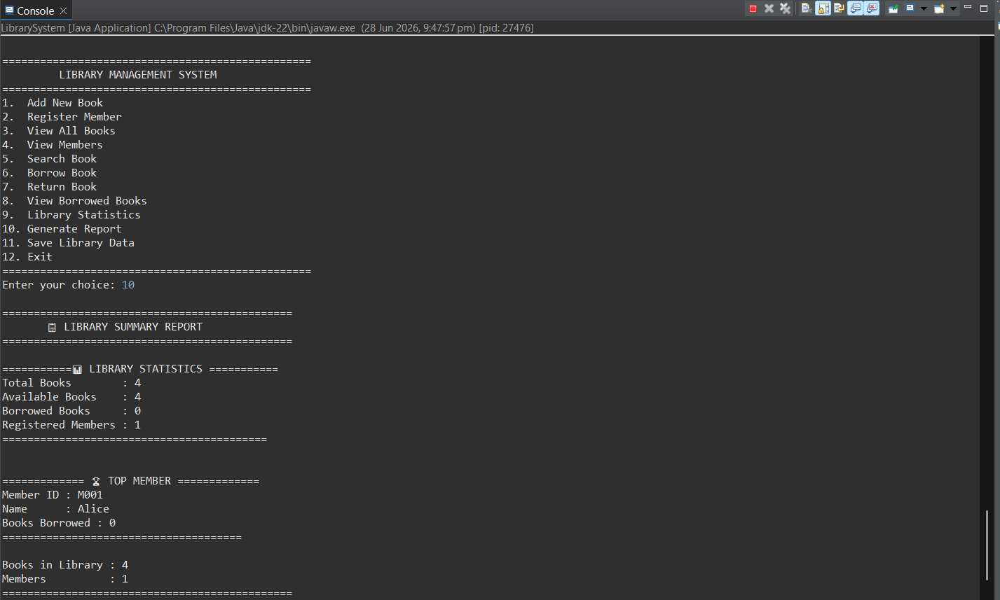 Console
LibrarySystem [Java Application] C:\Program Files\Java\jdk-22\bin\javaw.exe  (28 Jun 2026, 9:47:57 pm) [pid: 27476]
=================================================
         LIBRARY MANAGEMENT SYSTEM
=================================================
1.  Add New Book
2.  Register Member
3.  View All Books
4.  View Members
5.  Search Book
6.  Borrow Book
7.  Return Book
8.  View Borrowed Books
9.  Library Statistics
10. Generate Report
11. Save Library Data
12. Exit
=================================================
Enter your choice: 10
==============================================
       📋 LIBRARY SUMMARY REPORT
==============================================
===========📊 LIBRARY STATISTICS ===========
Total Books        : 4
Available Books    : 4
Borrowed Books     : 0
Registered Members : 1
==========================================
============= 🏆 TOP MEMBER =============
Member ID : M001
Name      : Alice
Books Borrowed : 0
======================================
Books in Library : 4
Members          : 1
==============================================